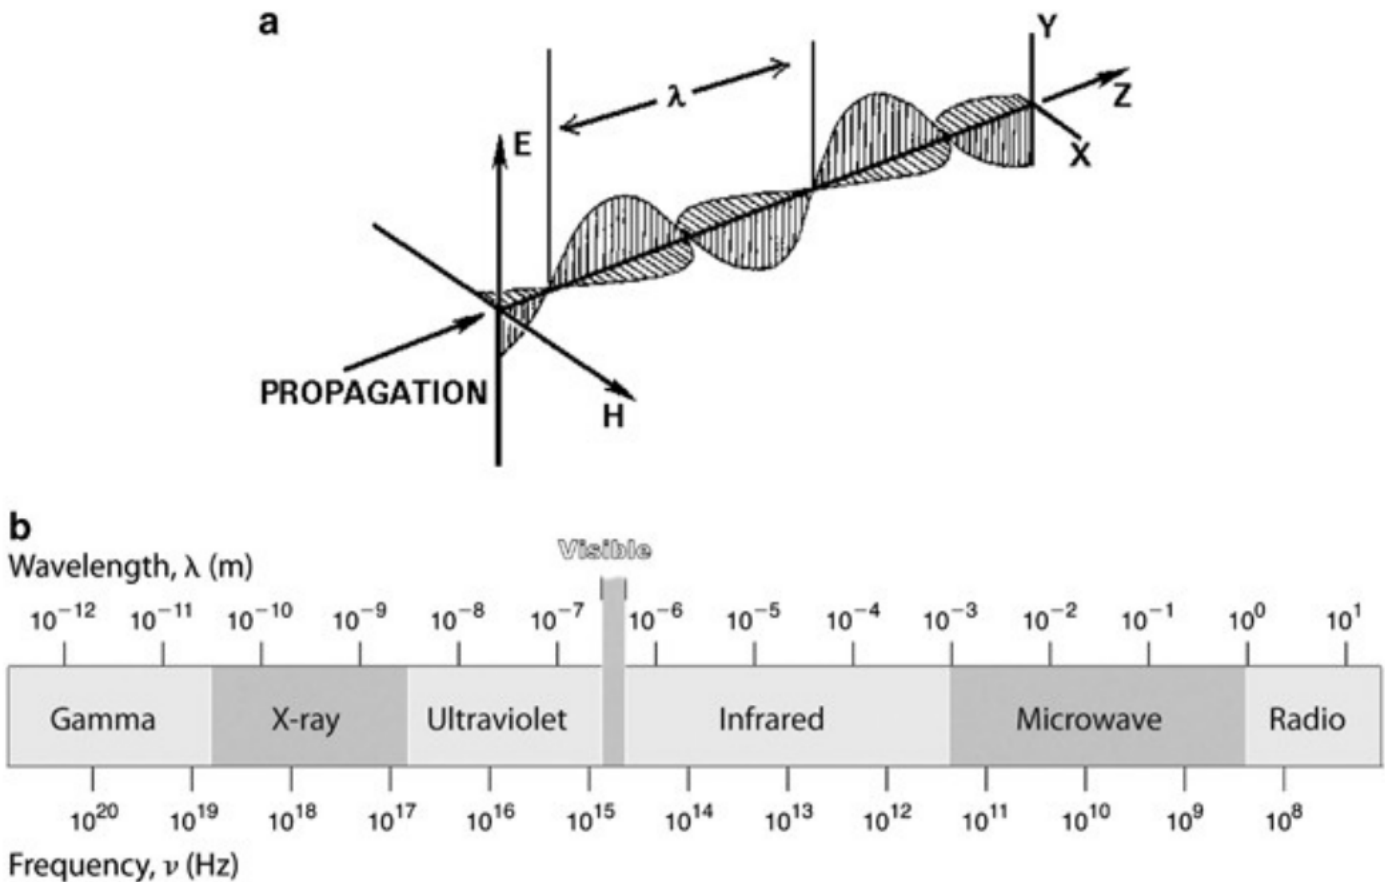 a
Y
λ
Z
E
X
PROPAGATION
H
b
Visible
Wavelength, λ (m)
10⁻¹² 10⁻¹¹ 10⁻¹⁰ 10⁻⁹ 10⁻⁸ 10⁻⁷ 10⁻⁶ 10⁻⁵ 10⁻⁴ 10⁻³ 10⁻² 10⁻¹ 10⁰ 10¹
Gamma X-ray Ultraviolet Infrared Microwave Radio
10²⁰ 10¹⁹ 10¹⁸ 10¹⁷ 10¹⁶ 10¹⁵ 10¹⁴ 10¹³ 10¹² 10¹¹ 10¹⁰ 10⁹ 10⁸
Frequency, ν (Hz)